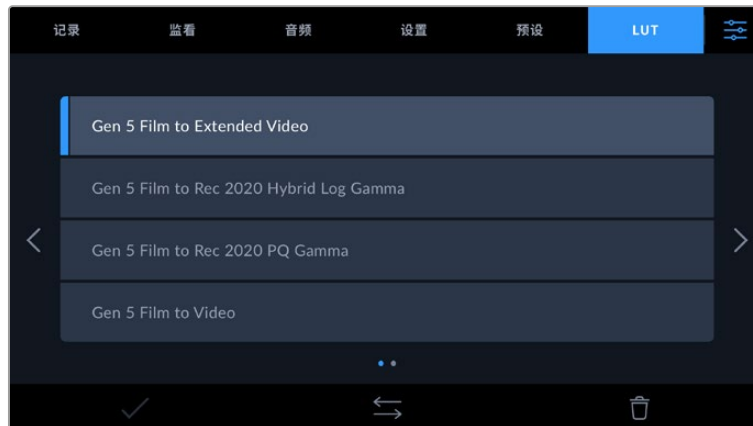 记录 监看 音频 设置 预设 LUT
Gen 5 Film to Extended Video
Gen 5 Film to Rec 2020 Hybrid Log Gamma
Gen 5 Film to Rec 2020 PQ Gamma
Gen 5 Film to Video